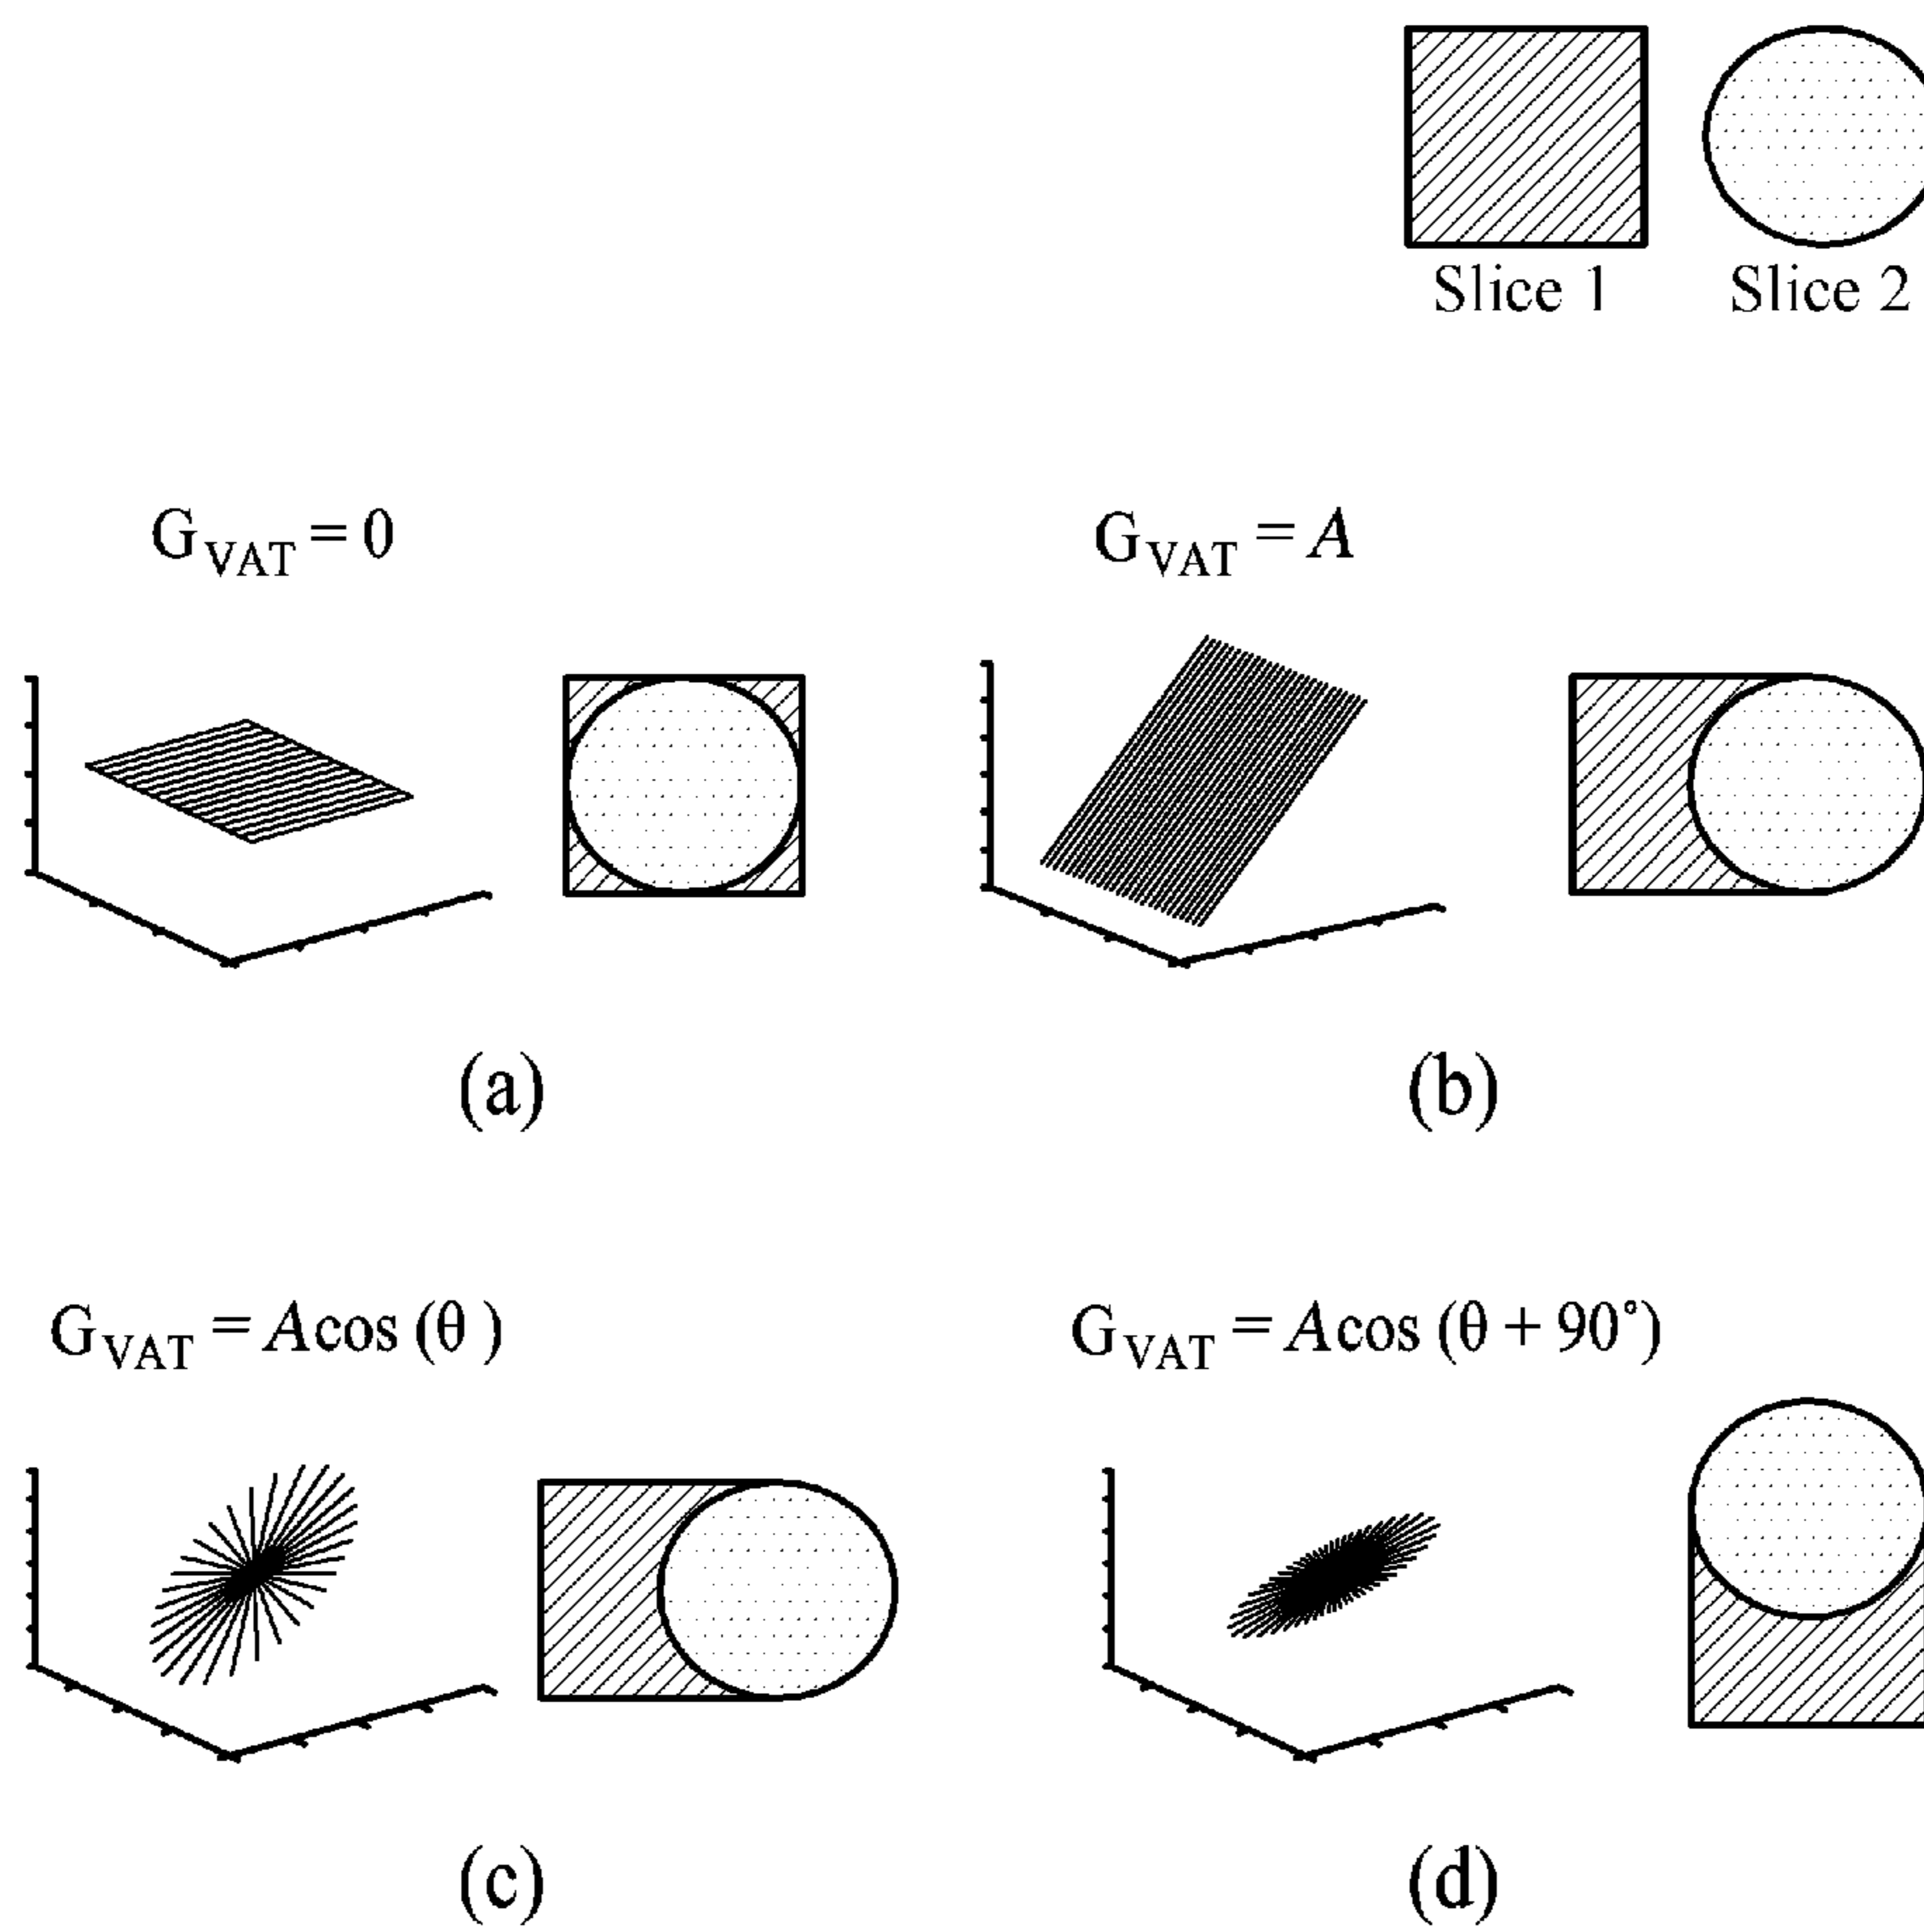 Slice 1 Slice 2
G_VAT = 0
G_VAT = A
(a)
(b)
G_VAT = Acos (θ )
G_VAT = Acos (θ + 90°)
(c)
(d)